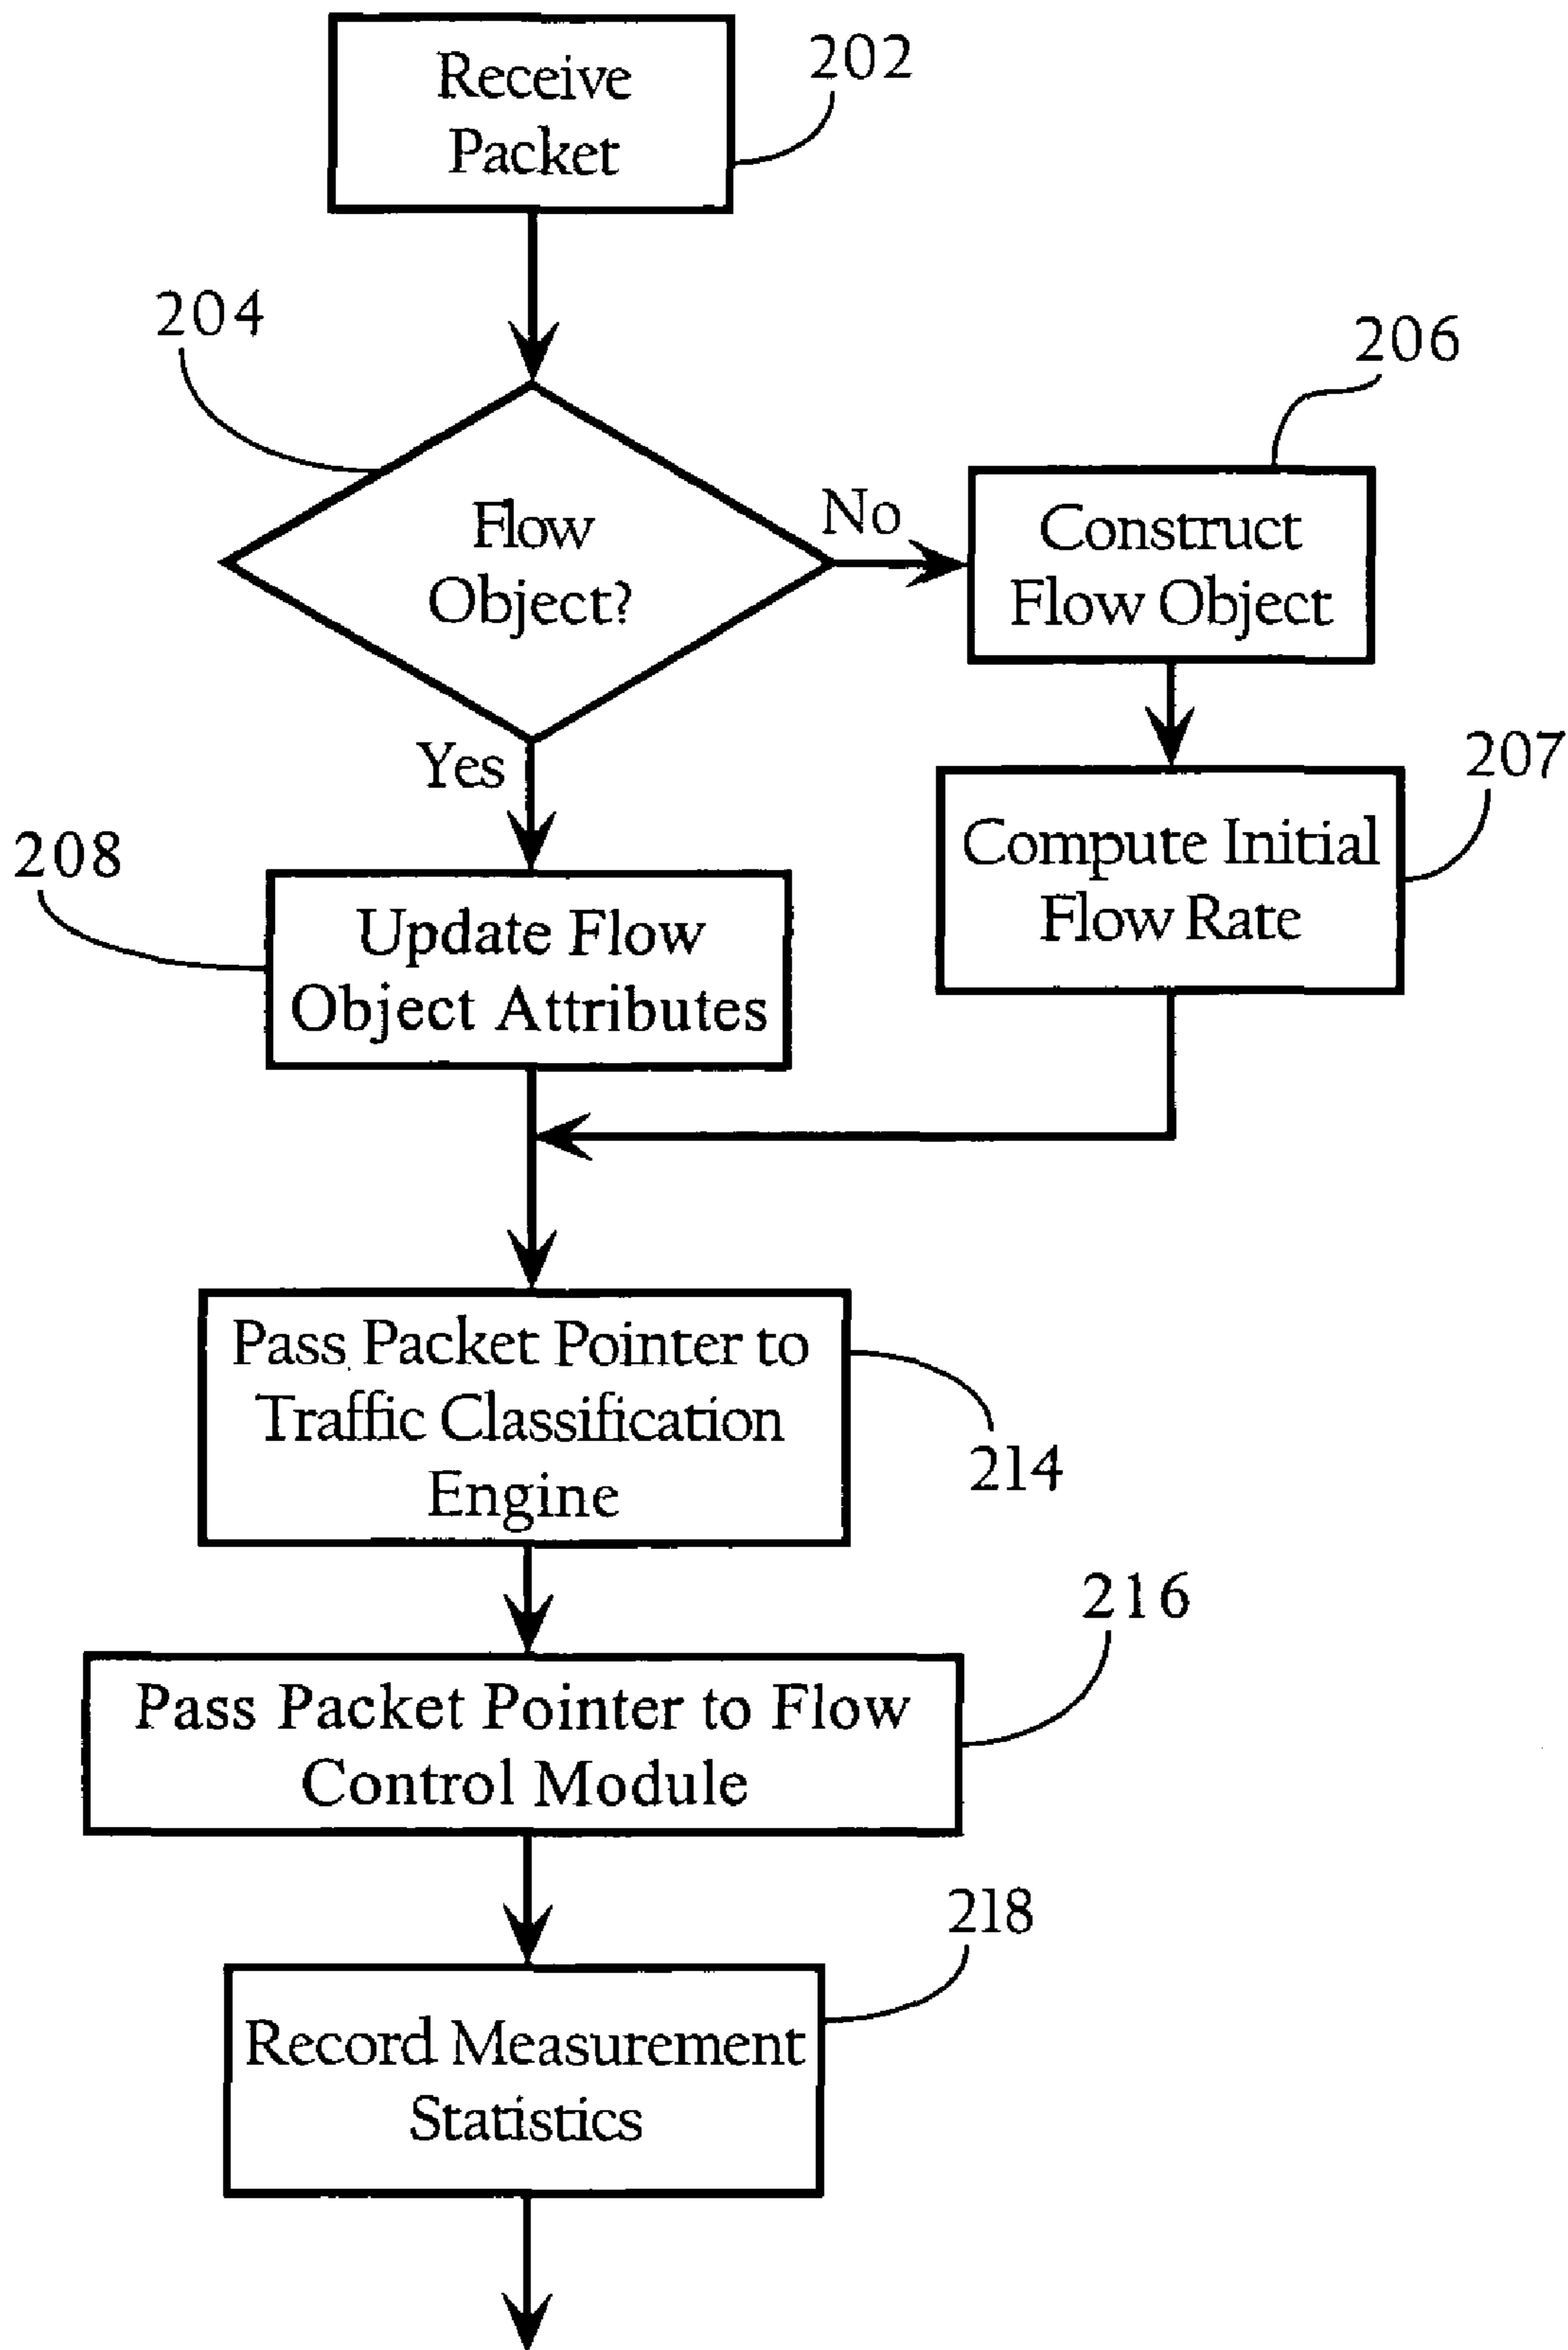 Receive
Packet
202
204
Flow
Object?
No
206
Construct
Flow Object
Yes
207
Compute Initial
Flow Rate
208
Update Flow
Object Attributes
Pass Packet Pointer to
Traffic Classification
Engine
214
216
Pass Packet Pointer to Flow
Control Module
218
Record Measurement
Statistics